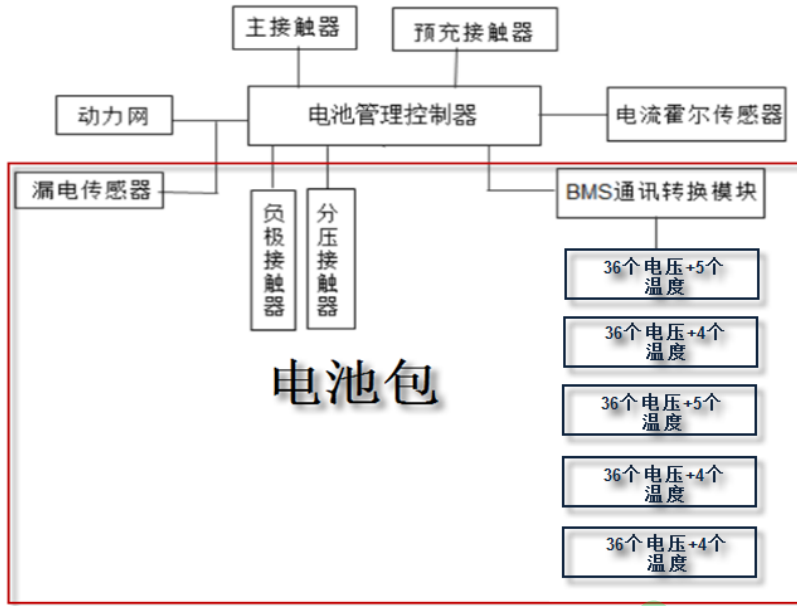 主接触器
预充接触器
动力网
电池管理控制器
电流霍尔传感器
漏电传感器
负极接触器
分压接触器
BMS通讯转换模块
36个电压+5个
温度
36个电压+4个
温度
36个电压+5个
温度
36个电压+4个
温度
36个电压+4个
温度
电池包